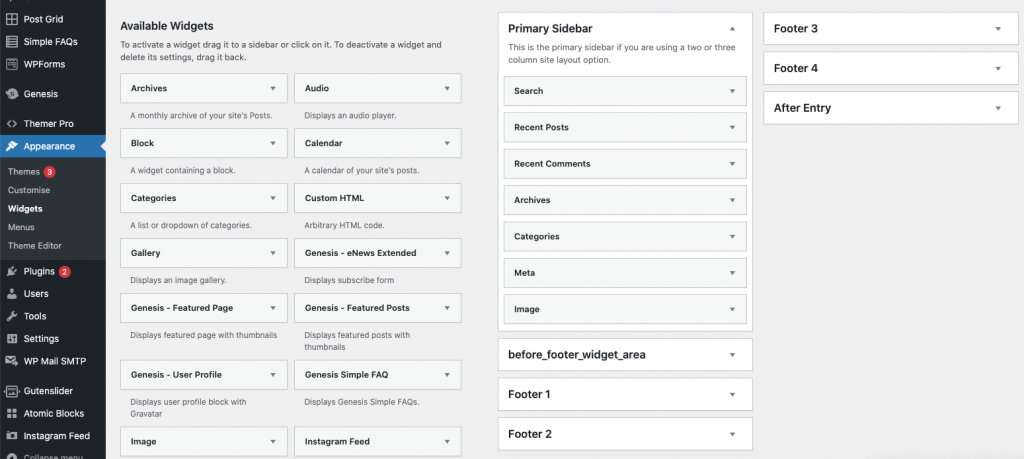 Post Grid
Simple FAQs
WPForms
Genesis
Themer Pro
Appearance
Themes 3
Customise
Widgets
Menus
Theme Editor
Plugins 2
Users
Tools
Settings
WP Mail SMTP
Gutenslider
Atomic Blocks
Instagram Feed
Collapse menu
Available Widgets
To activate a widget drag it to a sidebar or click on it. To deactivate a widget and
delete its settings, drag it back.
Archives
A monthly archive of your site's Posts.
Audio
Displays an audio player.
Block
A widget containing a block.
Calendar
A calendar of your site's posts.
Categories
A list or dropdown of categories.
Custom HTML
Arbitrary HTML code.
Gallery
Displays an image gallery.
Genesis - eNews Extended
Displays subscribe form
Genesis - Featured Page
Displays featured page with thumbnails
Genesis - Featured Posts
Displays featured posts with
thumbnails
Genesis - User Profile
Displays user profile block with
Gravatar
Genesis Simple FAQ
Displays Genesis Simple FAQs.
Image
Instagram Feed
Primary Sidebar
This is the primary sidebar if you are using a two or three
column site layout option.
Search
Recent Posts
Recent Comments
Archives
Categories
Meta
Image
before_footer_widget_area
Footer 1
Footer 2
Footer 3
Footer 4
After Entry